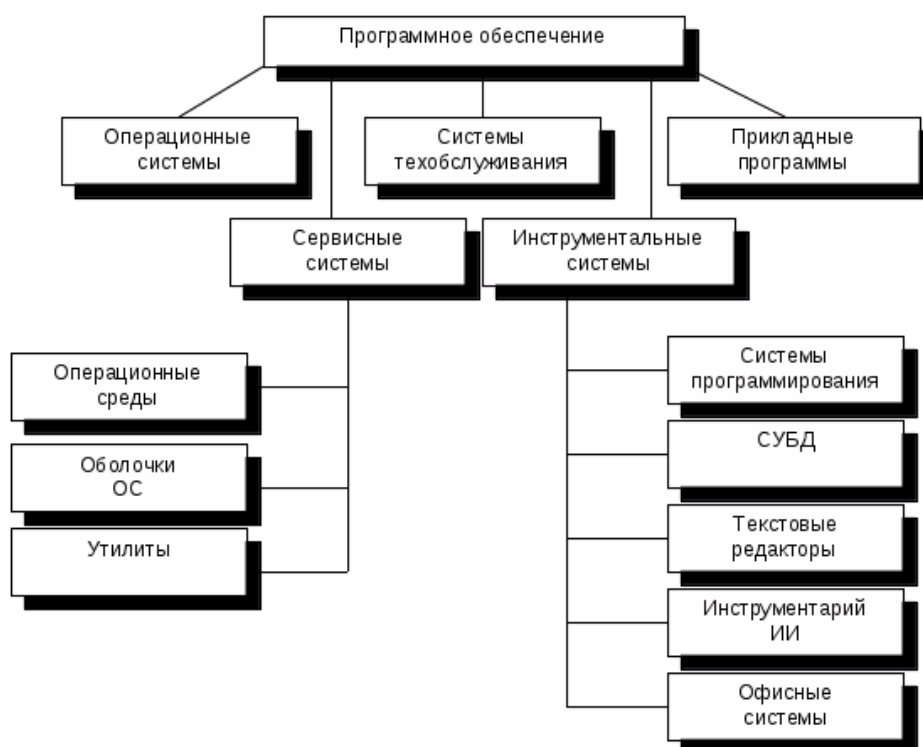 Программное обеспечение
Операционные
системы
Системы
техобслуживания
Прикладные
программы
Сервисные
системы
Инструментальные
системы
Операционные
среды
Оболочки
ОС
Утилиты
Системы
программирования
СУБД
Текстовые
редакторы
Инструментарий
ИИ
Офисные
системы